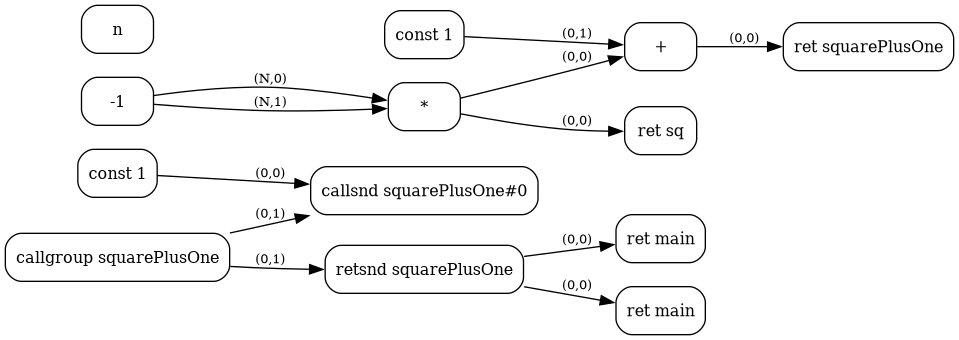 n
const 1
(0,1)
+
(0,0)
ret squarePlusOne
(0,0)
-1
(N,0)
(N,1)
*
(0,0)
ret sq
const 1
(0,0)
callsnd squarePlusOne#0
(0,1)
callgroup squarePlusOne
(0,1)
retsnd squarePlusOne
(0,0)
ret main
(0,0)
ret main